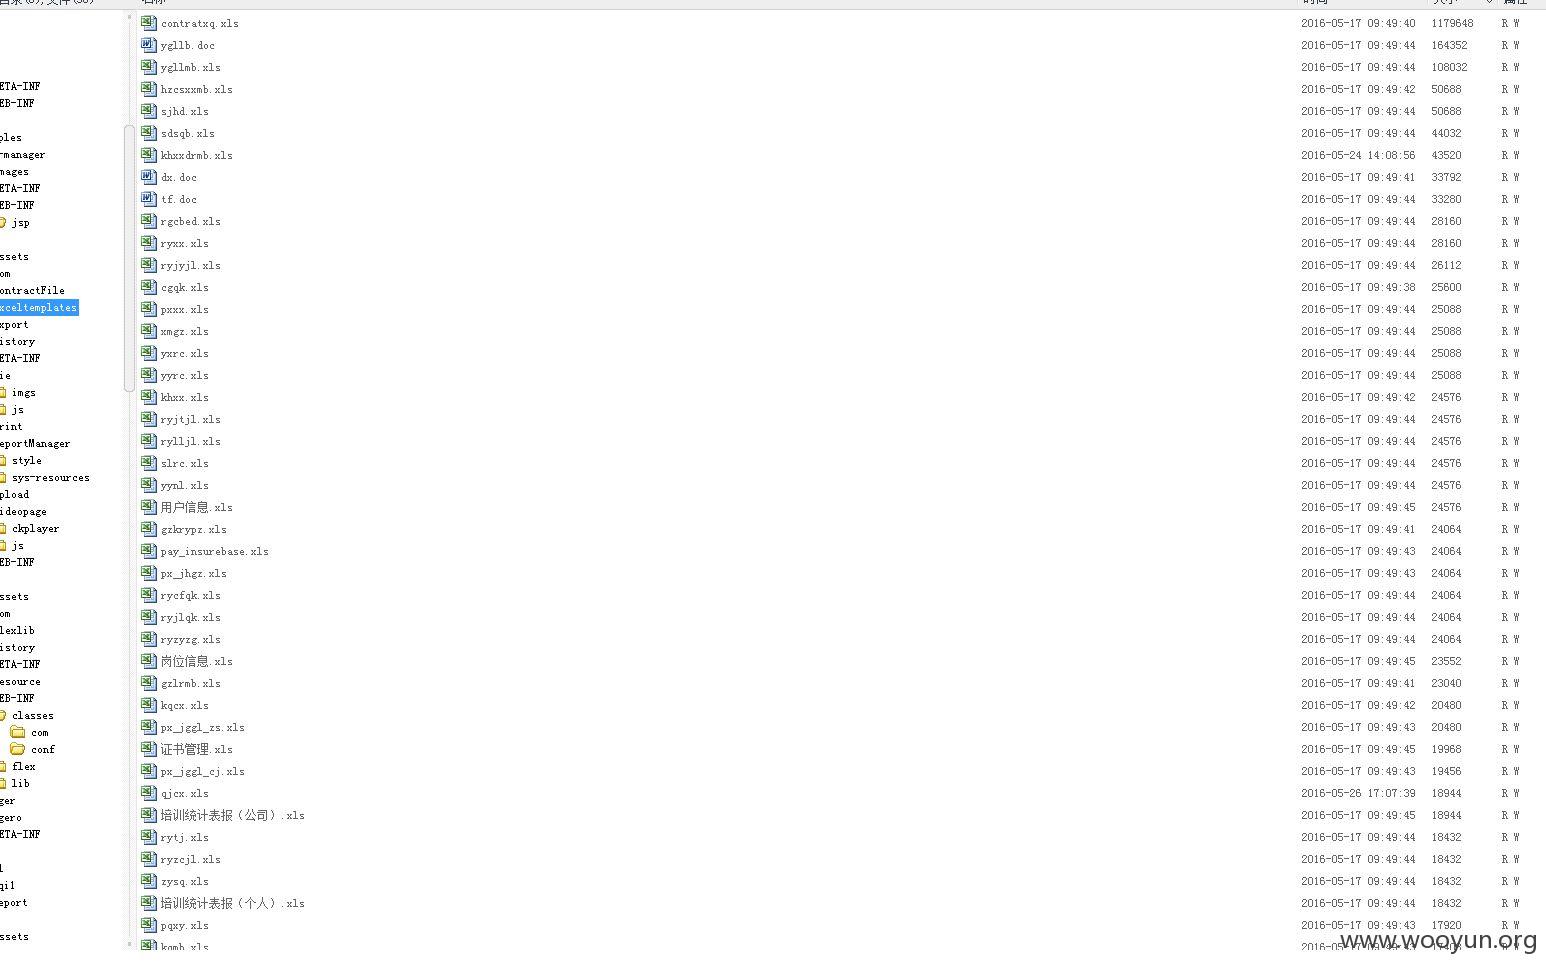 名称 时间 大小 属性
ETA-INF
EB-INF
ples
-manager
mages
ETA-INF
EB-INF
jsp
ssets
om
ontractFile
xceltemplates
xport
istory
ETA-INF
ie
imgs
js
rint
eportManager
style
sys-resources
pload
ideopage
ckplayer
js
EB-INF
ssets
om
lexlib
istory
ETA-INF
esource
EB-INF
classes
com
conf
flex
lib
ger
gero
ETA-INF
l
qi1
eport
ssets
contratxq.xls 2016-05-17 09:49:40 1179648 R W
ygllb.doc 2016-05-17 09:49:44 164352 R W
ygllmb.xls 2016-05-17 09:49:44 108032 R W
hzcsxxmb.xls 2016-05-17 09:49:42 50688 R W
sjhd.xls 2016-05-17 09:49:44 50688 R W
sdsqb.xls 2016-05-17 09:49:44 44032 R W
khxxdrmb.xls 2016-05-24 14:08:56 43520 R W
dx.doc 2016-05-17 09:49:41 33792 R W
tf.doc 2016-05-17 09:49:44 33280 R W
rgcbed.xls 2016-05-17 09:49:44 28160 R W
ryxx.xls 2016-05-17 09:49:44 28160 R W
ryjyjl.xls 2016-05-17 09:49:44 26112 R W
cgqk.xls 2016-05-17 09:49:38 25600 R W
pxxx.xls 2016-05-17 09:49:44 25088 R W
xmgz.xls 2016-05-17 09:49:44 25088 R W
yxrc.xls 2016-05-17 09:49:44 25088 R W
yyrc.xls 2016-05-17 09:49:44 25088 R W
khxx.xls 2016-05-17 09:49:42 24576 R W
ryjtjl.xls 2016-05-17 09:49:44 24576 R W
rylljl.xls 2016-05-17 09:49:44 24576 R W
slrc.xls 2016-05-17 09:49:44 24576 R W
yynl.xls 2016-05-17 09:49:44 24576 R W
用户信息.xls 2016-05-17 09:49:45 24576 R W
gzkrypz.xls 2016-05-17 09:49:41 24064 R W
pay_insurebase.xls 2016-05-17 09:49:43 24064 R W
px_jhgz.xls 2016-05-17 09:49:43 24064 R W
rycfqk.xls 2016-05-17 09:49:44 24064 R W
ryjlqk.xls 2016-05-17 09:49:44 24064 R W
ryzyzg.xls 2016-05-17 09:49:44 24064 R W
岗位信息.xls 2016-05-17 09:49:45 23552 R W
gzlrmb.xls 2016-05-17 09:49:41 23040 R W
kqcx.xls 2016-05-17 09:49:42 20480 R W
px_jggl_zs.xls 2016-05-17 09:49:43 20480 R W
证书管理.xls 2016-05-17 09:49:45 19968 R W
px_jggl_cj.xls 2016-05-17 09:49:43 19456 R W
qjcx.xls 2016-05-26 17:07:39 18944 R W
培训统计表报（公司）.xls 2016-05-17 09:49:45 18944 R W
rytj.xls 2016-05-17 09:49:44 18432 R W
ryzcjl.xls 2016-05-17 09:49:44 18432 R W
zysq.xls 2016-05-17 09:49:44 18432 R W
培训统计表报（个人）.xls 2016-05-17 09:49:44 18432 R W
pqxy.xls 2016-05-17 09:49:43 17920 R W
kqmb.xls 2016-05-17
www.wooyun.org